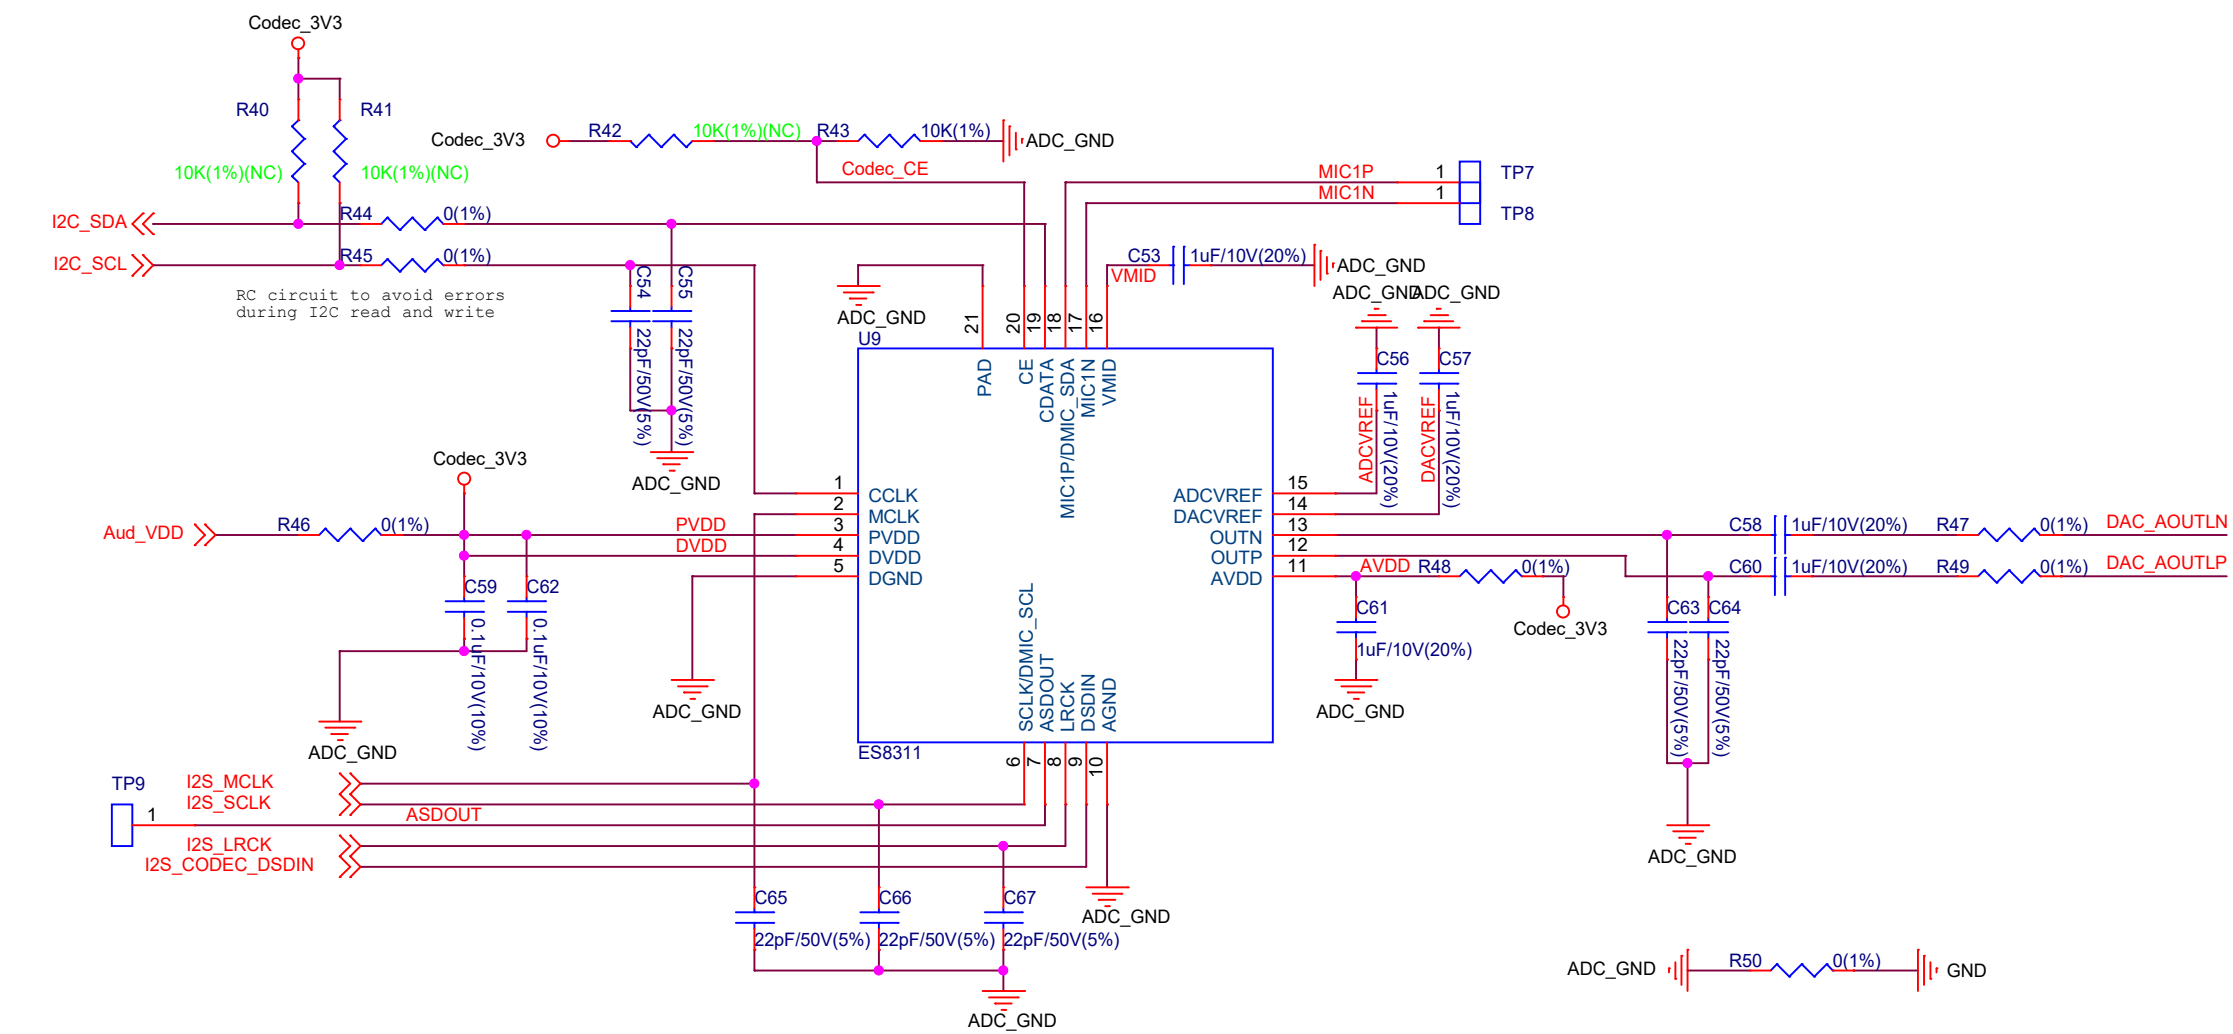 Codec_3V3
R40
R41
10K(1%)(NC)
10K(1%)(NC)
Codec_3V3
R42
10K(1%)(NC)
R43
10K(1%)
ADC_GND
Codec_CE
MIC1P
1
TP7
MIC1N
1
TP8
I2C_SDA
R44
0(1%)
I2C_SCL
R45
0(1%)
RC circuit to avoid errors
during I2C read and write
C54
22pF/50V(5%)
C55
22pF/50V(5%)
ADC_GND
C53
1uF/10V(20%)
VMID
ADC_GND
ADC_GND
ADC_GND
ADC_GND
C56
1uF/10V(20%)
ADCVREF
C57
1uF/10V(20%)
DACVREF
U9
21
20
19
18
17
16
PAD
CE
CDATA
MIC1P/DMIC_SDA
MIC1N
VMID
1
CCLK
2
MCLK
3
PVDD
4
DVDD
5
DGND
15
ADCVREF
14
DACVREF
13
OUTN
12
OUTP
11
AVDD
SCLK/DMIC_SCL
ASDOUT
LRCK
DSDIN
AGND
6
7
8
9
10
ES8311
Codec_3V3
Aud_VDD
R46
0(1%)
PVDD
DVDD
C59
0.1uF/10V(10%)
C62
0.1uF/10V(10%)
ADC_GND
ADC_GND
AVDD
R48
0(1%)
Codec_3V3
C61
1uF/10V(20%)
ADC_GND
C58
1uF/10V(20%)
R47
0(1%)
DAC_AOUTLN
C60
1uF/10V(20%)
R49
0(1%)
DAC_AOUTLP
C63
22pF/50V(5%)
C64
22pF/50V(5%)
ADC_GND
TP9
1
I2S_MCLK
I2S_SCLK
ASDOUT
I2S_LRCK
I2S_CODEC_DSDIN
C65
22pF/50V(5%)
C66
22pF/50V(5%)
C67
22pF/50V(5%)
ADC_GND
ADC_GND
ADC_GND
R50
0(1%)
GND